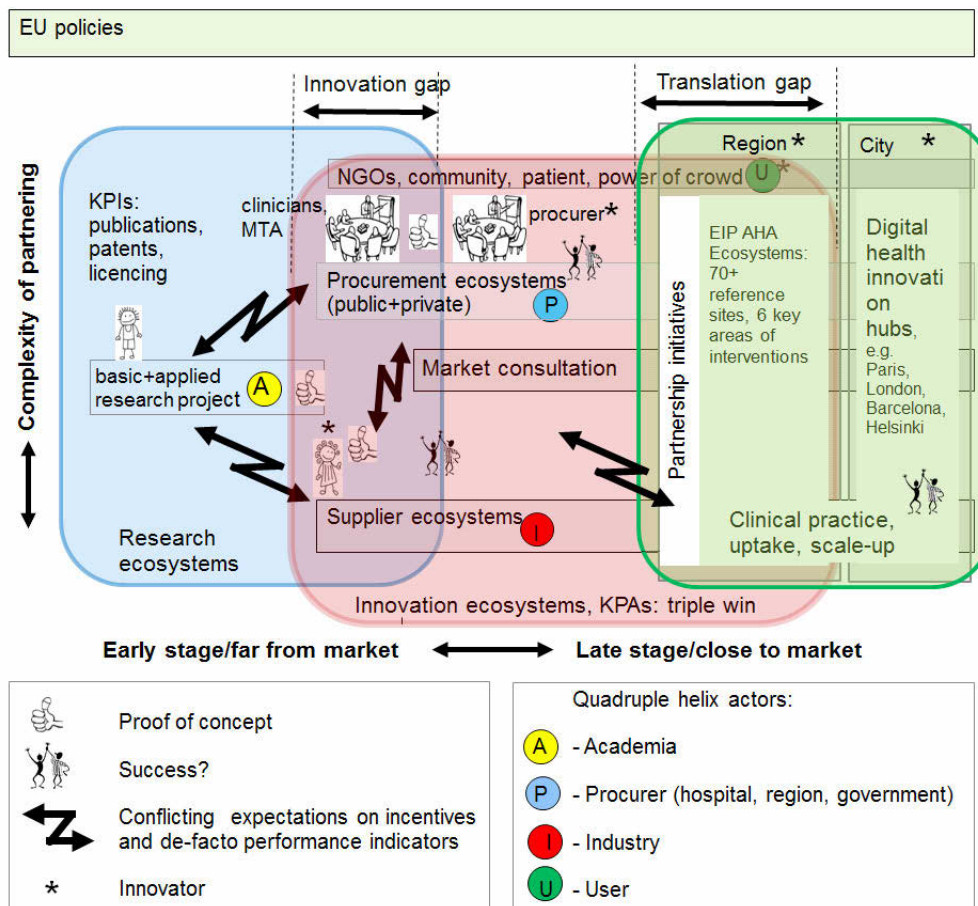 EU policies
Innovation gap
Translation gap
Region *
City *
NGOs, community, patient, power of crowd
U *
KPIs:
publications,
patents,
licencing
clinicians,
MTA
procurer*
EIP AHA
Ecosystems:
70+
reference
sites, 6 key
areas of
interventions
Digital
health
innovati
on
hubs,
e.g.
Paris,
London,
Barcelona,
Helsinki
Procurement ecosystems
(public+private)
P
Complexity of partnering
Market consultation
Partnership initiatives
basic+applied
research project
A
*
Supplier ecosystems
I
Clinical practice,
uptake, scale-up
Research
ecosystems
Innovation ecosystems, KPAs: triple win
Early stage/far from market
Late stage/close to market
Proof of concept
Success?
Conflicting expectations on incentives
and de-facto performance indicators
* Innovator
Quadruple helix actors:
A - Academia
P - Procurer (hospital, region, government)
I - Industry
U - User